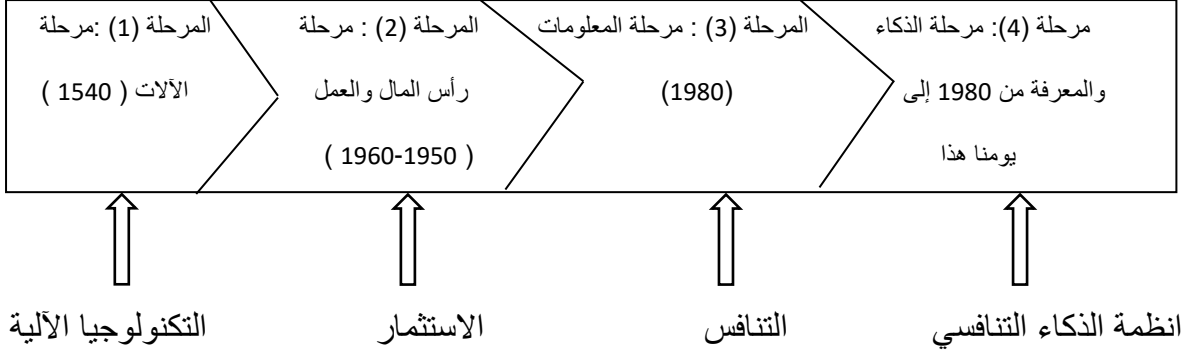 المرحلة (1) :مرحلة
الآلات ( 1540 )
المرحلة (2) : مرحلة
رأس المال والعمل
( 1960-1950 )
المرحلة (3) : مرحلة المعلومات
(1980)
مرحلة (4): مرحلة الذكاء
والمعرفة من 1980 إلى
يومنا هذا
التكنولوجيا الآلية
الاستثمار
التنافس
انظمة الذكاء التنافسي